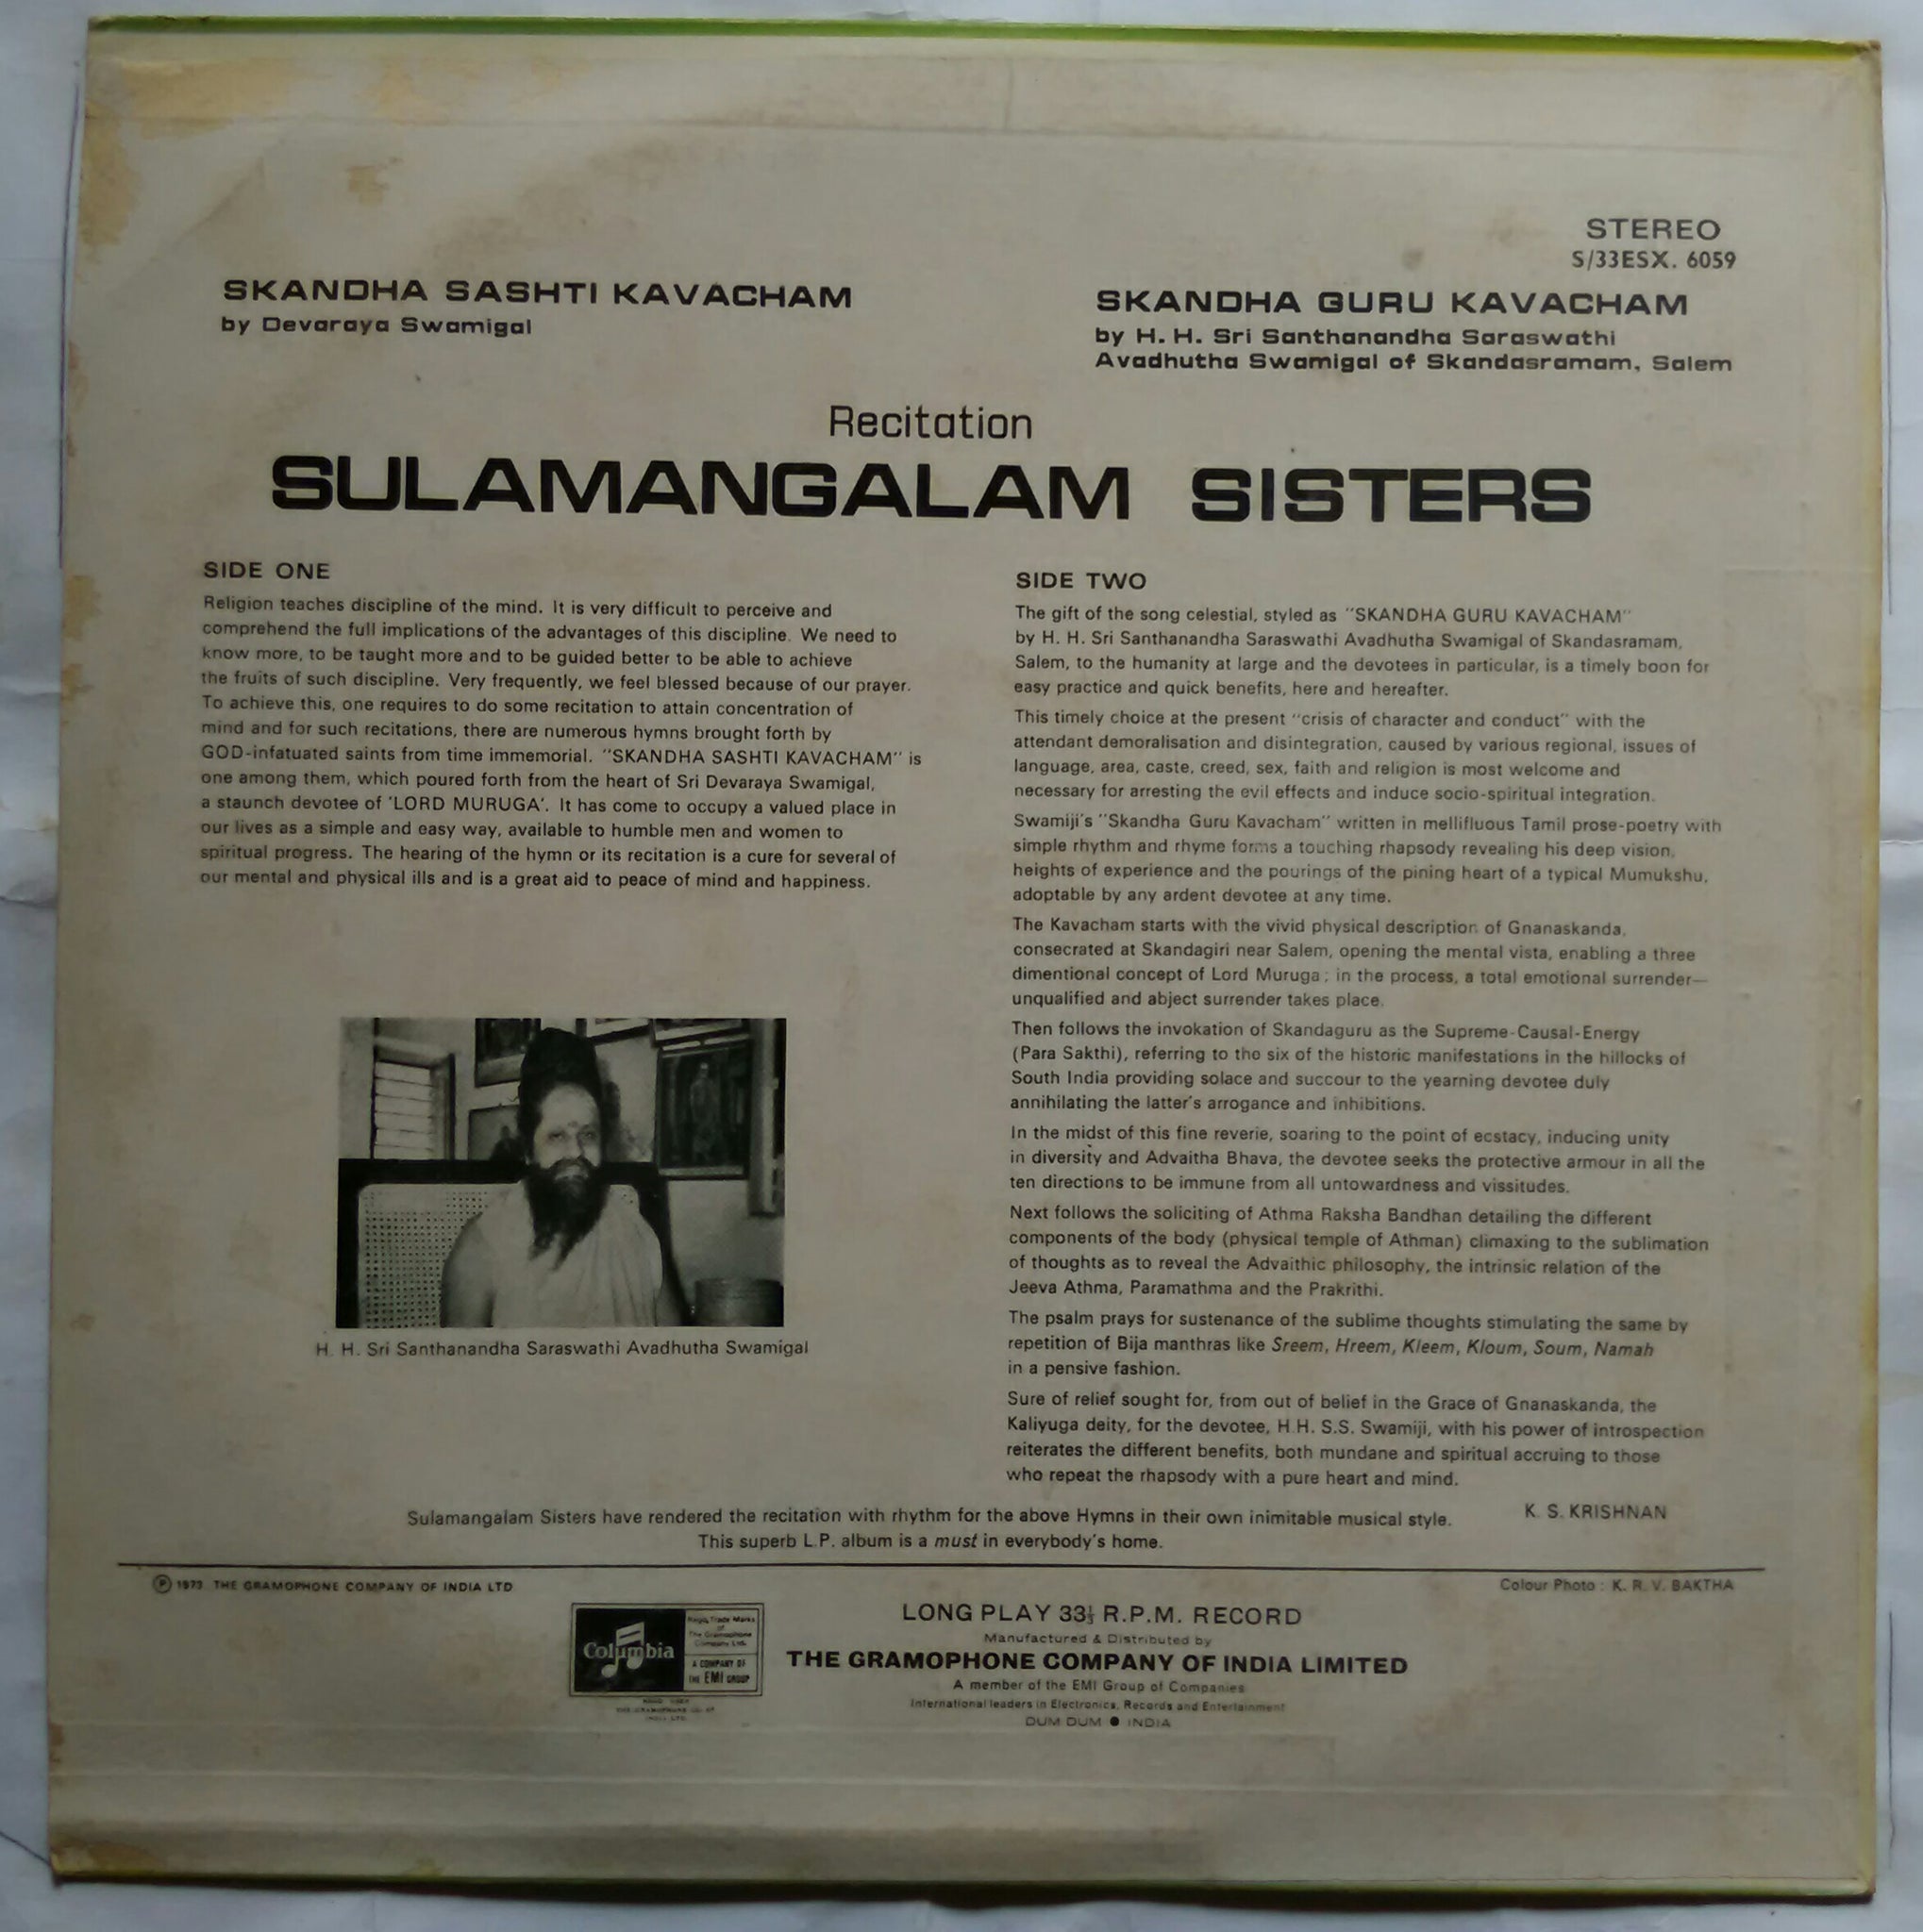 STEREO
S/33ESX. 6059
SKANDHA SASHTI KAVACHAM
by Devaraya Swamigal
SKANDHA GURU KAVACHAM
by H. H. Sri Santhanandha Saraswathi
Avadhutha Swamigal of Skandasramam, Salem
Recitation
SULAMANGALAM SISTERS
SIDE ONE
Religion teaches discipline of the mind. It is very difficult to perceive and
comprehend the full implications of the advantages of this discipline. We need to
know more, to be taught more and to be guided better to be able to achieve
the fruits of such discipline. Very frequently, we feel blessed because of our prayer.
To achieve this, one requires to do some recitation to attain concentration of
mind and for such recitations, there are numerous hymns brought forth by
GOD-infatuated saints from time immemorial. "SKANDHA SASHTI KAVACHAM" is
one among them, which poured forth from the heart of Sri Devaraya Swamigal,
a staunch devotee of 'LORD MURUGA'. It has come to occupy a valued place in
our lives as a simple and easy way, available to humble men and women to
spiritual progress. The hearing of the hymn or its recitation is a cure for several of
our mental and physical ills and is a great aid to peace of mind and happiness.
H. H. Sri Santhanandha Saraswathi Avadhutha Swamigal
SIDE TWO
The gift of the song celestial, styled as "SKANDHA GURU KAVACHAM"
by H. H. Sri Santhanandha Saraswathi Avadhutha Swamigal of Skandasramam,
Salem, to the humanity at large and the devotees in particular, is a timely boon for
easy practice and quick benefits, here and hereafter.
This timely choice at the present "crisis of character and conduct" with the
attendant demoralisation and disintegration, caused by various regional, issues of
language, area, caste, creed, sex, faith and religion is most welcome and
necessary for arresting the evil effects and induce socio-spiritual integration.
Swamiji's "Skandha Guru Kavacham" written in mellifluous Tamil prose-poetry with
simple rhythm and rhyme forms a touching rhapsody revealing his deep vision,
heights of experience and the pourings of the pining heart of a typical Mumukshu,
adoptable by any ardent devotee at any time.
The Kavacham starts with the vivid physical description of Gnanaskanda,
consecrated at Skandagiri near Salem, opening the mental vista, enabling a three
dimentional concept of Lord Muruga; in the process, a total emotional surrender—
unqualified and abject surrender takes place.
Then follows the invokation of Skandaguru as the Supreme-Causal-Energy
(Para Sakthi), referring to the six of the historic manifestations in the hillocks of
South India providing solace and succour to the yearning devotee duly
annihilating the latter's arrogance and inhibitions.
In the midst of this fine reverie, soaring to the point of ecstacy, inducing unity
in diversity and Advaitha Bhava, the devotee seeks the protective armour in all the
ten directions to be immune from all untowardness and vissitudes.
Next follows the soliciting of Athma Raksha Bandhan detailing the different
components of the body (physical temple of Athman) climaxing to the sublimation
of thoughts as to reveal the Advaithic philosophy, the intrinsic relation of the
Jeeva Athma, Paramathma and the Prakrithi.
The psalm prays for sustenance of the sublime thoughts stimulating the same by
repetition of Bija manthras like Sreem, Hreem, Kleem, Kloum, Soum, Namah
in a pensive fashion.
Sure of relief sought for, from out of belief in the Grace of Gnanaskanda, the
Kaliyuga deity, for the devotee, H.H. S.S. Swamiji, with his power of introspection
reiterates the different benefits, both mundane and spiritual accruing to those
who repeat the rhapsody with a pure heart and mind.
K. S. KRISHNAN
Sulamangalam Sisters have rendered the recitation with rhythm for the above Hymns in their own inimitable musical style.
This superb L.P. album is a must in everybody's home.
℗ 1973 THE GRAMOPHONE COMPANY OF INDIA LTD
Colour Photo : K. R. V. BAKTHA
Columbia
Regd. Trade Marks
of
The Gramophone
Company Ltd.
A COMPANY OF
THE EMI GROUP
LONG PLAY 33⅓ R.P.M. RECORD
Manufactured & Distributed by
THE GRAMOPHONE COMPANY OF INDIA LIMITED
A member of the EMI Group of Companies
International leaders in Electronics, Records and Entertainment
DUM DUM ● INDIA